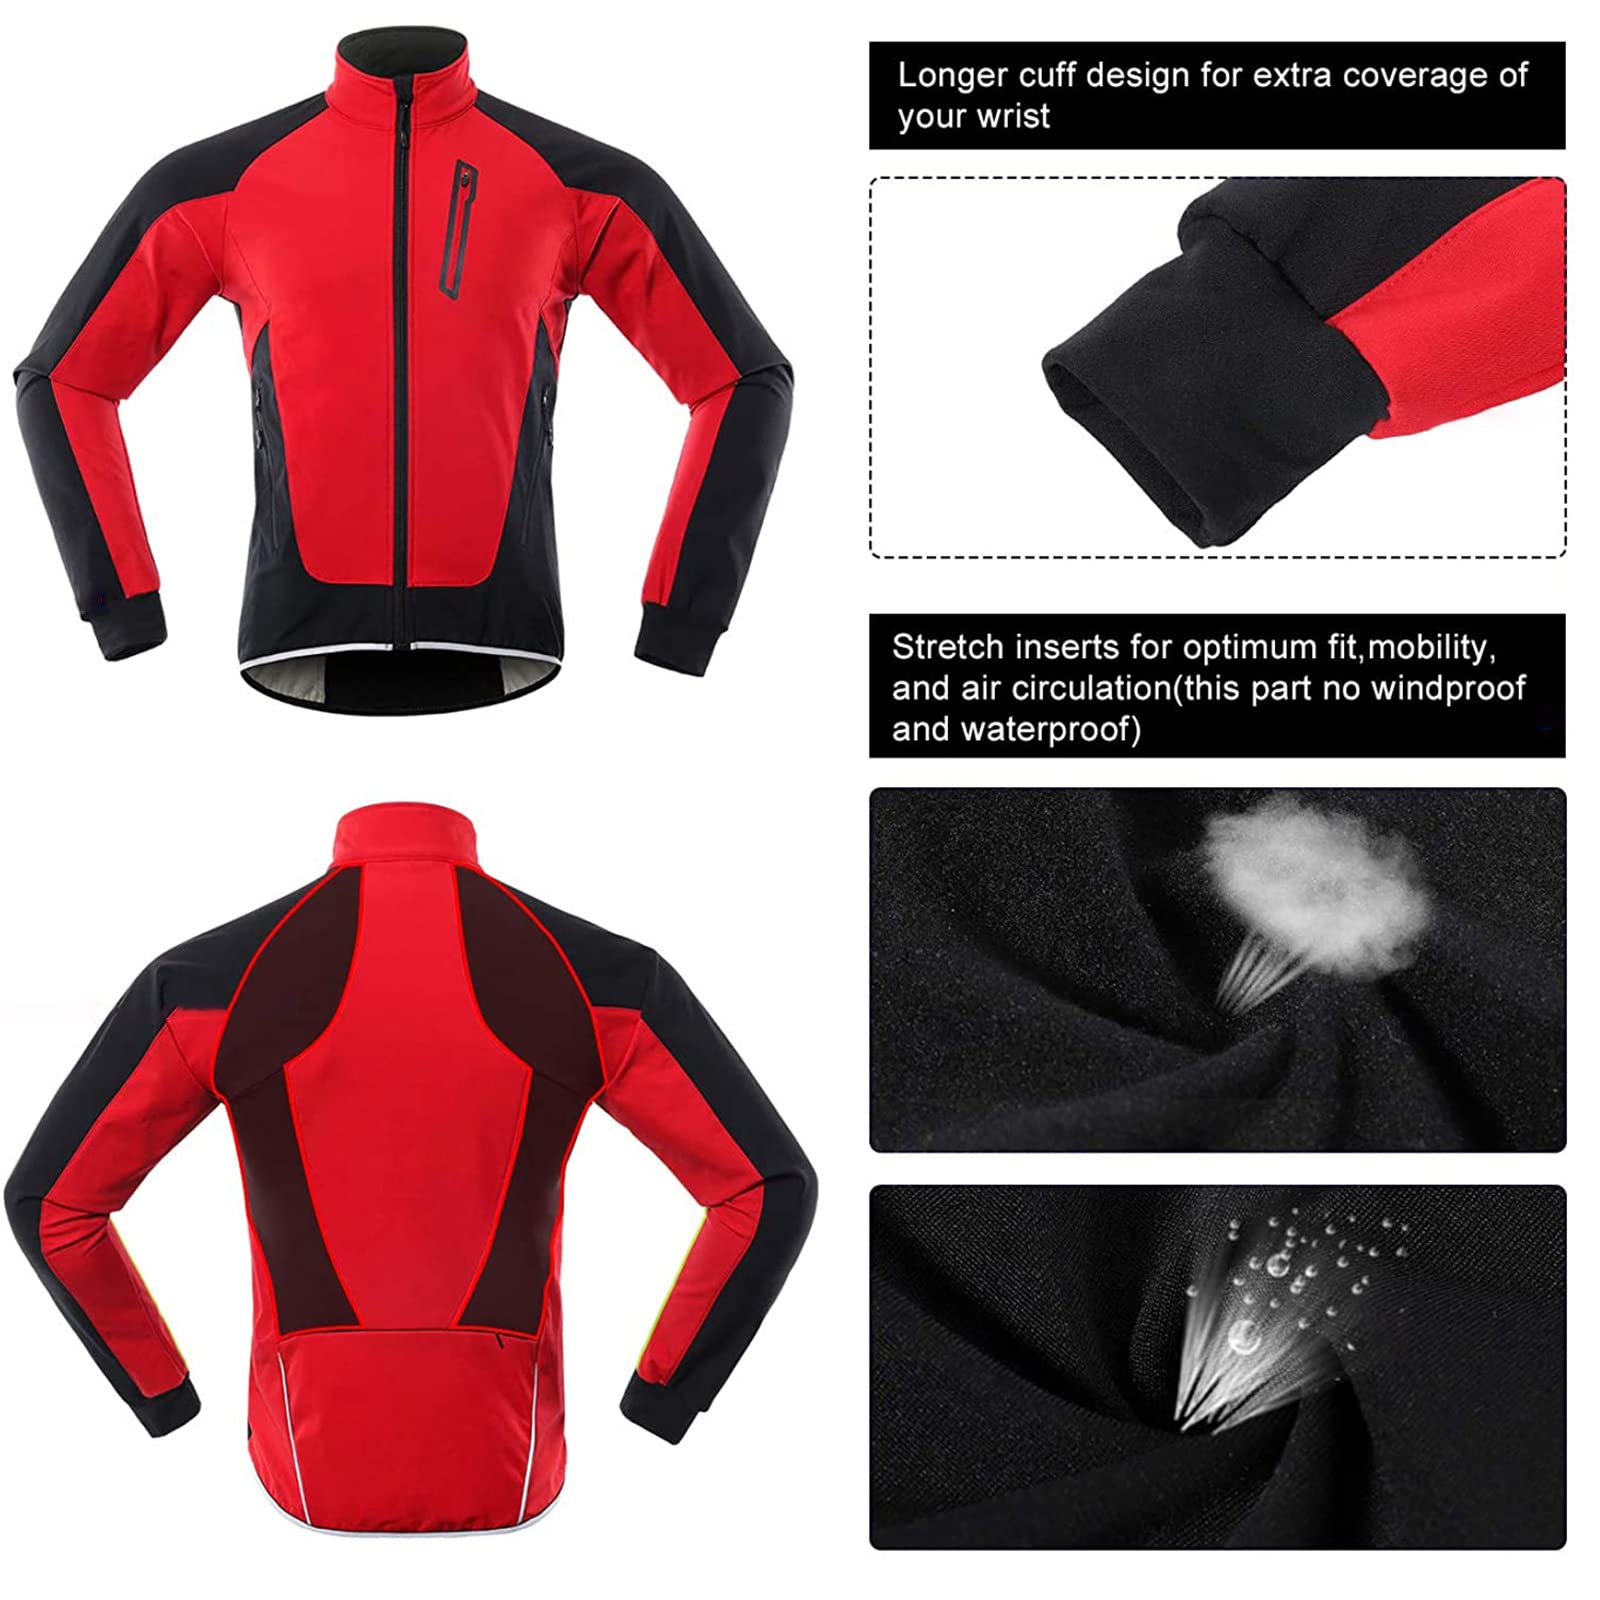 Longer cuff design for extra coverage of
your wrist
Stretch inserts for optimum fit,mobility,
and air circulation(this part no windproof
and waterproof)